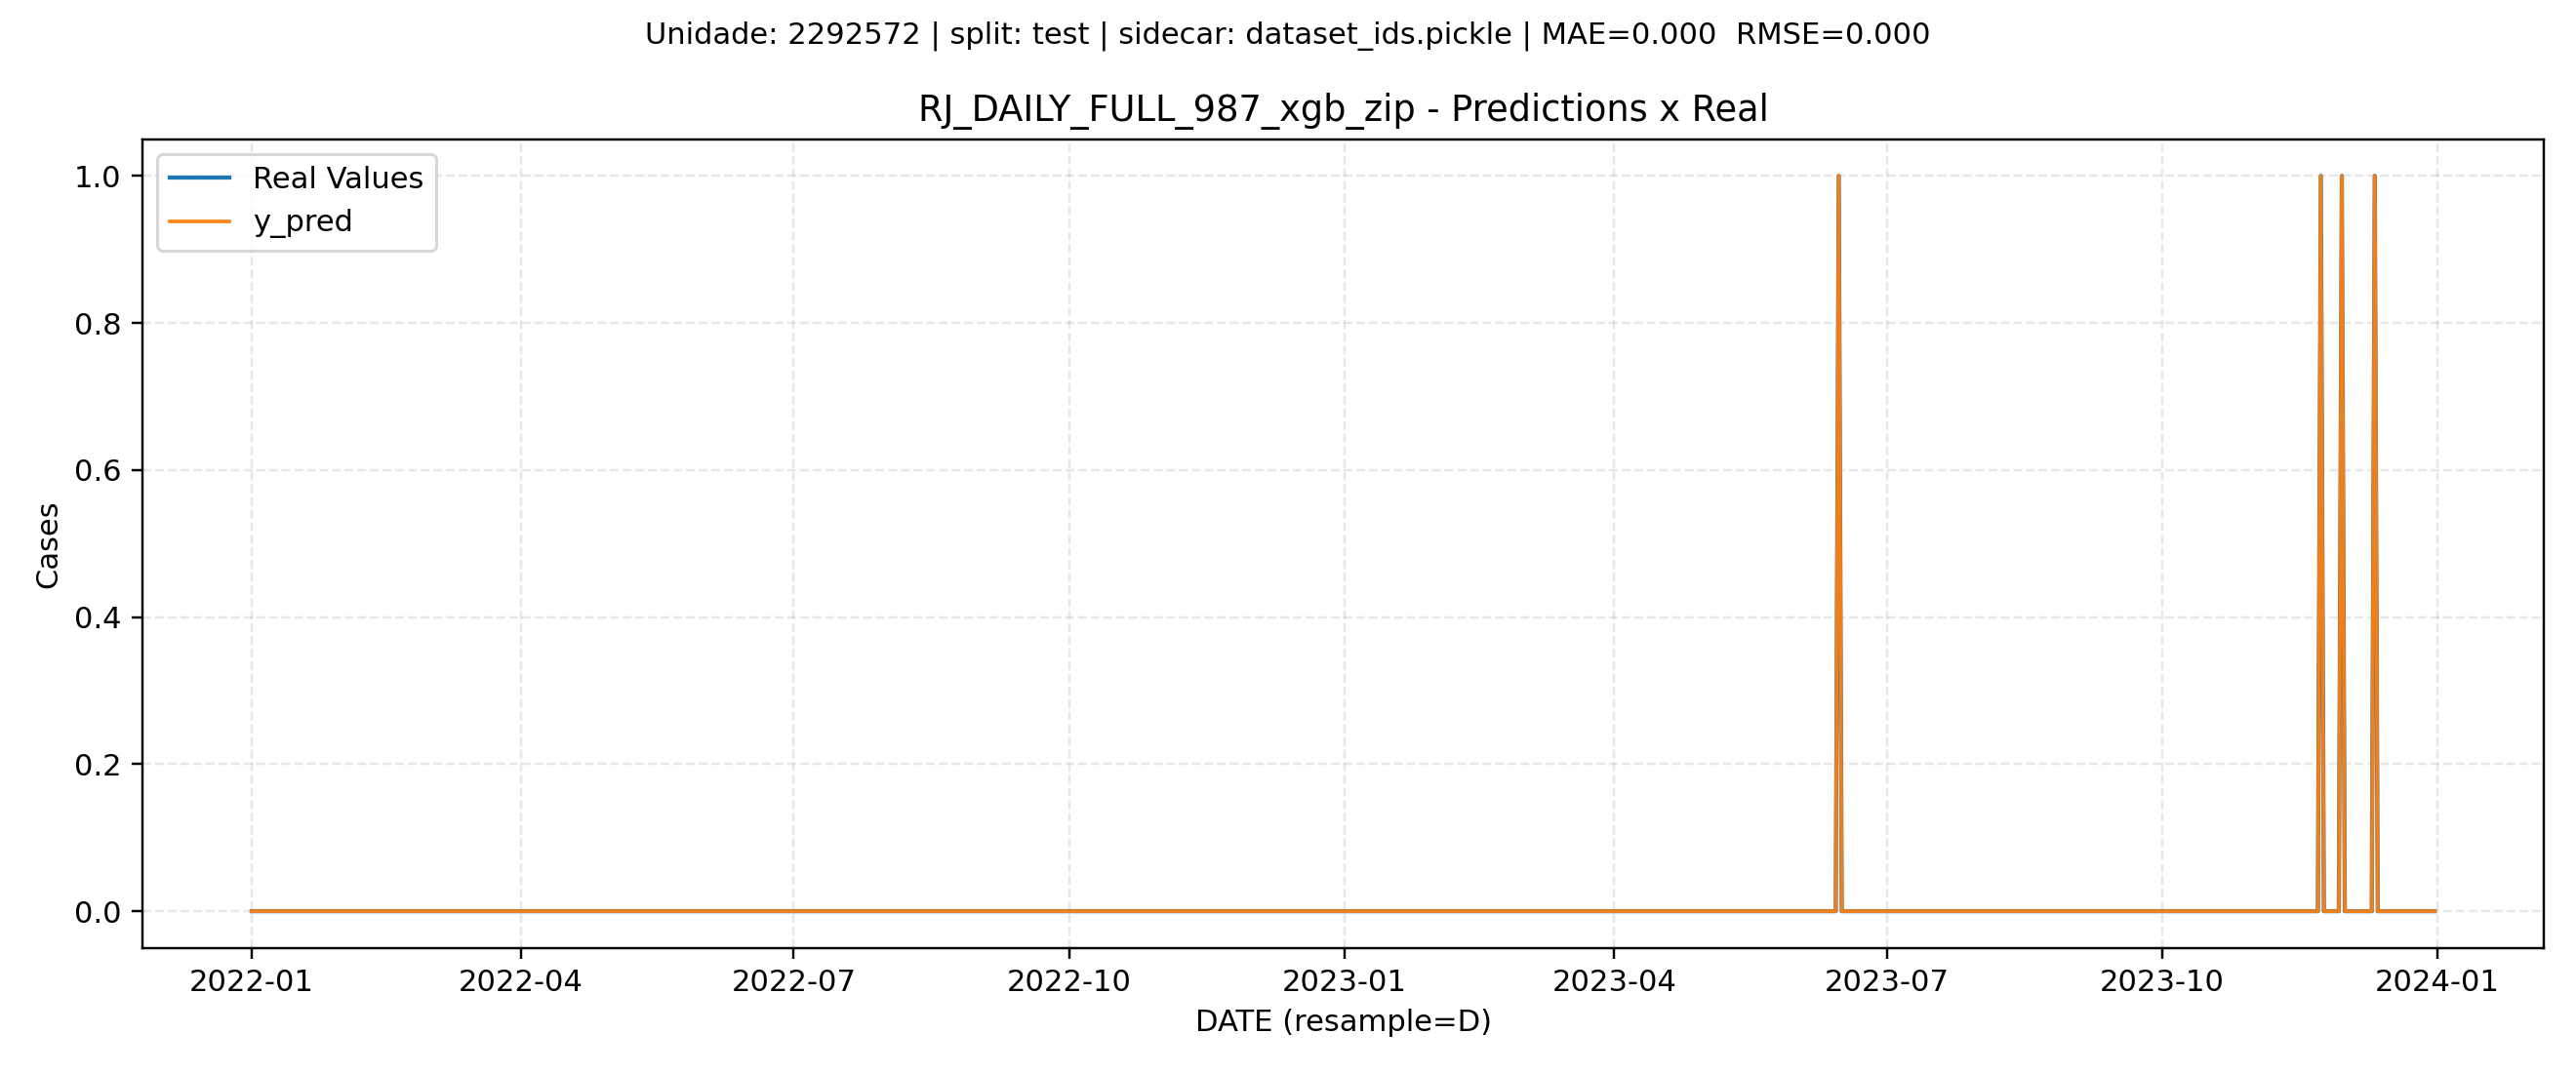 Unidade: 2292572 | split: test | sidecar: dataset_ids.pickle | MAE=0.000  RMSE=0.000
RJ_DAILY_FULL_987_xgb_zip - Predictions x Real
Real Values
y_pred
1.0
0.8
0.6
0.4
0.2
0.0
Cases
2022-01
2022-04
2022-07
2022-10
2023-01
2023-04
2023-07
2023-10
2024-01
DATE (resample=D)